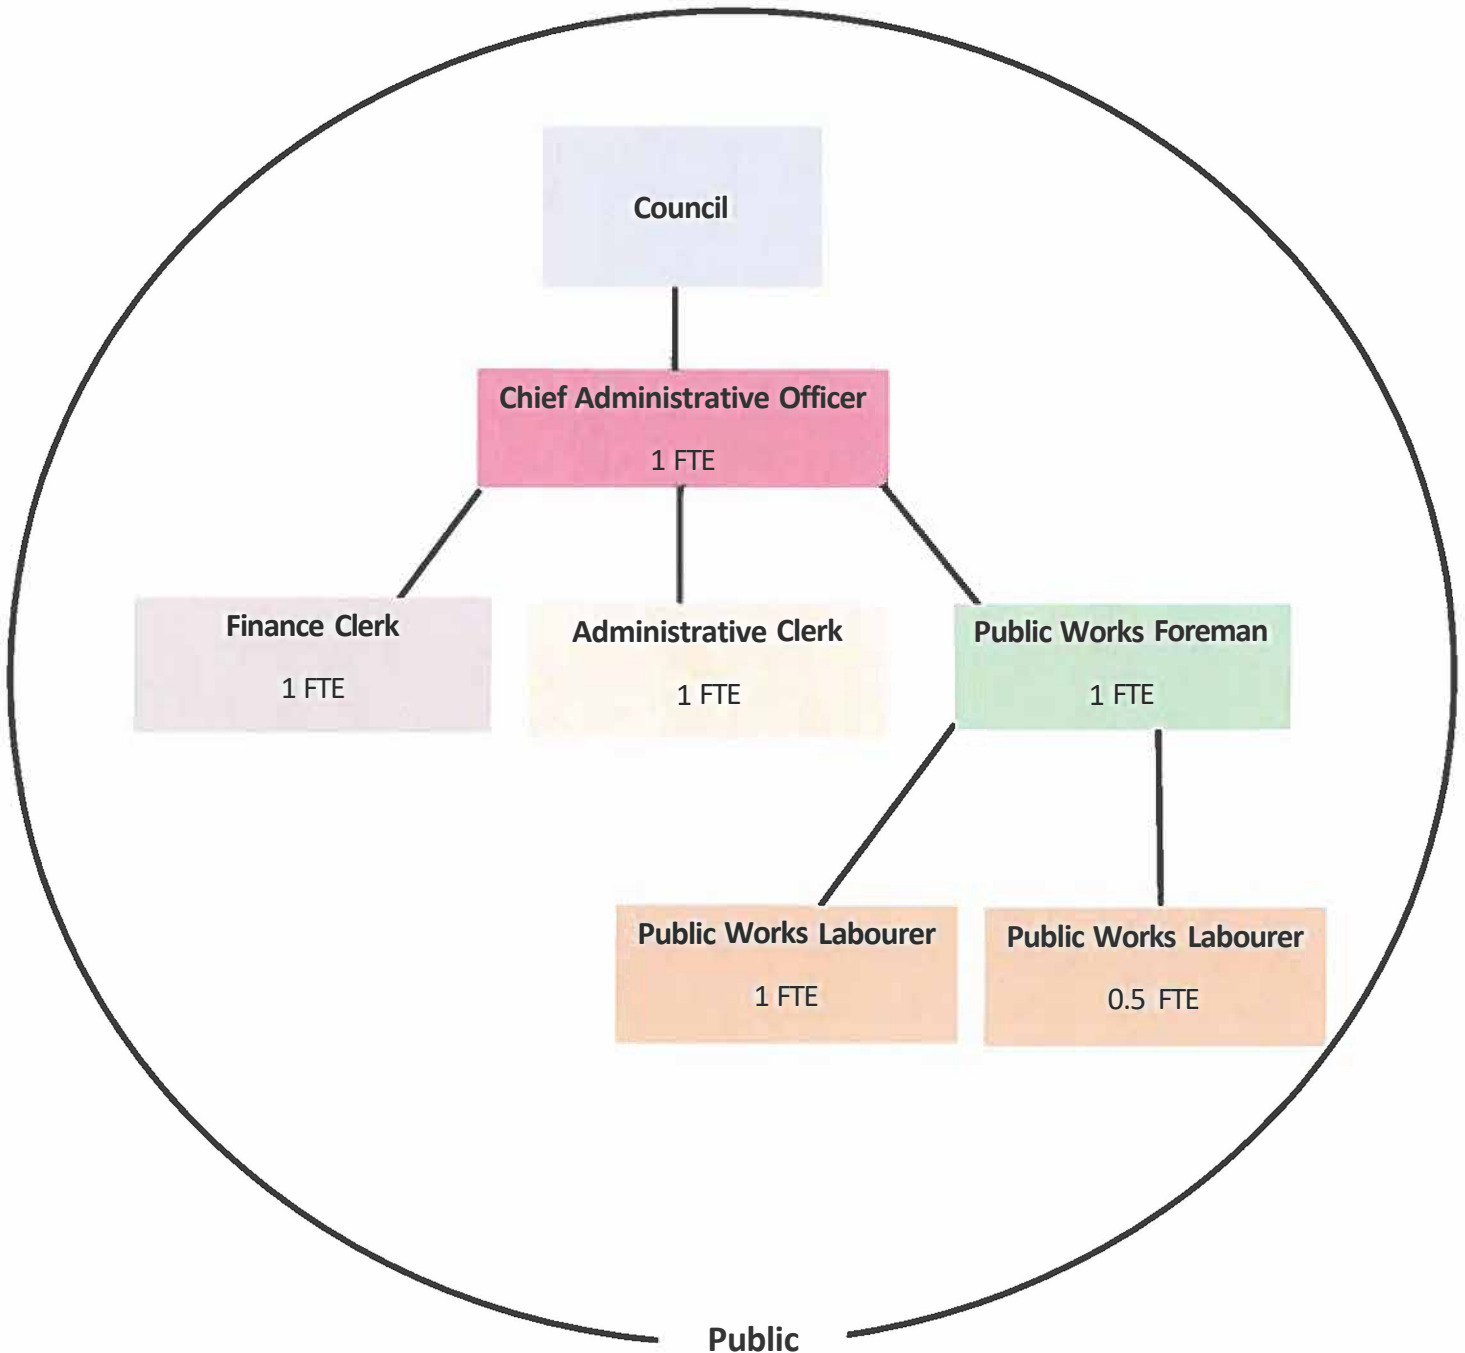 Council
Chief Administrative Officer
1 FTE
Finance Clerk
1 FTE
Administrative Clerk
1 FTE
Public Works Foreman
1 FTE
Public Works Labourer
1 FTE
Public Works Labourer
0.5 FTE
Public